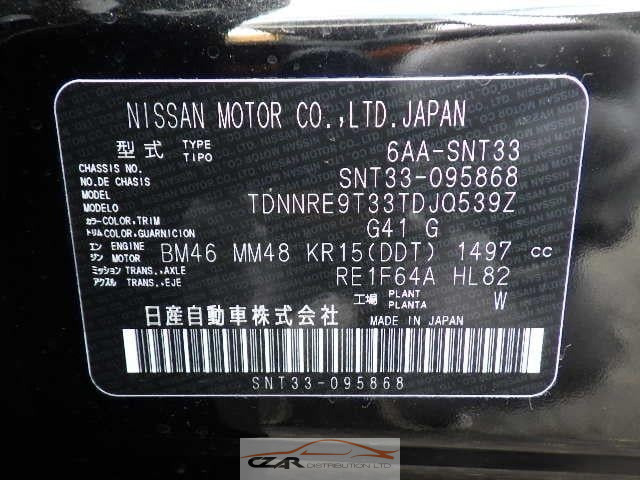 NISSAN MOTOR CO.,LTD.JAPAN
型式 TYPE TIPO 6AA-SNT33
CHASSIS NO. NO.DE CHASIS SNT33-095868
MODEL MODELO TDNNRE9T33TDJQ539Z
カラー COLOR,TRIM トリム COLOR,GUARNICION G41 G
エンジン ENGINE MOTOR BM46 MM48 KR15(DDT) 1497 cc
ミッション TRANS.,AXLE アクスル TRANS.,EJE RE1F64A HL82
工場 PLANT PLANTA W
日産自動車株式会社 MADE IN JAPAN
SNT33-095868
CZAR
DISTRIBUTION LTD